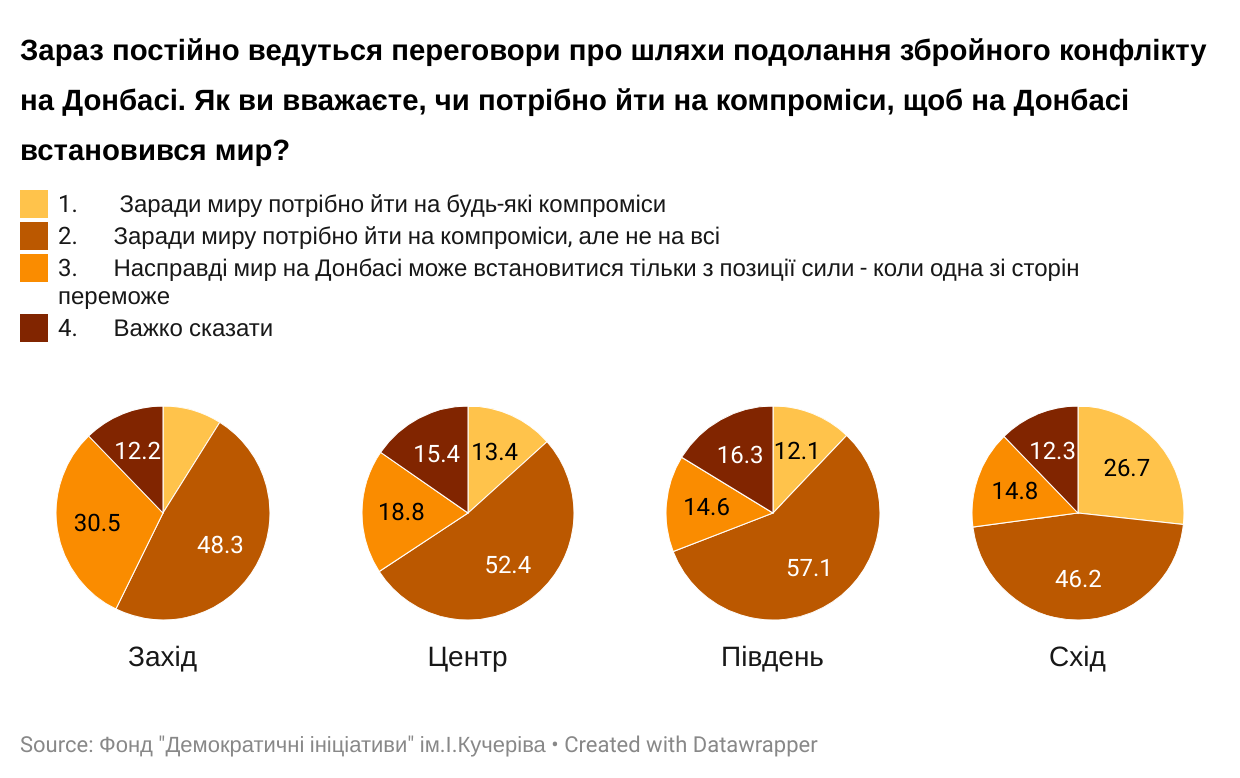 Зараз постійно ведуться переговори про шляхи подолання збройного конфлікту
на Донбасі. Як ви вважаєте, чи потрібно йти на компроміси, щоб на Донбасі
встановився мир?
1. Заради миру потрібно йти на будь-які компроміси
2. Заради миру потрібно йти на компроміси, але не на всі
3. Насправді мир на Донбасі може встановитися тільки з позиції сили - коли одна зі сторін
переможе
4. Важко сказати
12.2
30.5
48.3
Захід
15.4
13.4
18.8
52.4
Центр
16.3
12.1
14.6
57.1
Південь
12.3
26.7
14.8
46.2
Схід
Source: Фонд "Демократичні ініціативи" ім.І.Кучеріва • Created with Datawrapper